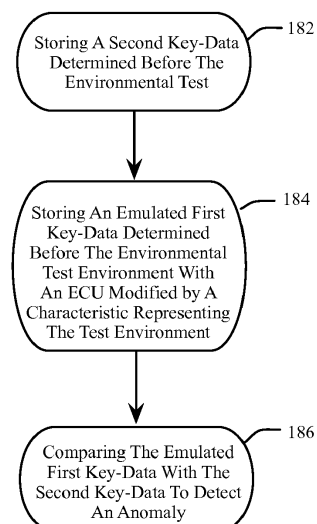 182
Storing A Second Key-Data
Determined Before The
Environmental Test
184
Storing An Emulated First
Key-Data Determined
Before The Environmental
Test Environment With
An ECU Modified by A
Characteristic Representing
The Test Environment
186
Comparing The Emulated
First Key-Data With The
Second Key-Data To Detect
An Anomaly